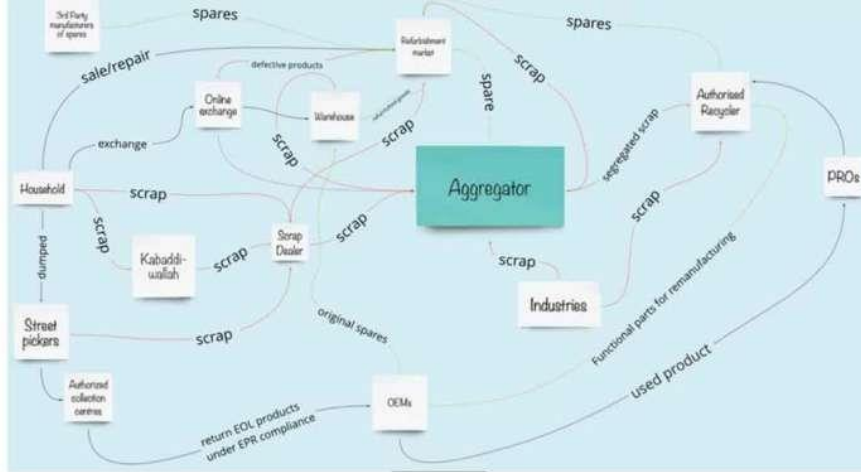 3rd Party
manufacturers
of spares
spares
spares
Refurbishment
market
sale/repair
defective products
scrap
Online
exchange
Warehouse
refurbished goods
spare
Authorised
Recycler
exchange
scrap
scrap
segregated scrap
Household
scrap
Aggregator
PROs
scrap
scrap
scrap
Scrap
Dealer
scrap
dumped
Kabaddi-
wallah
scrap
Industries
original spares
Functional parts for remanufacturing
Street
pickers
scrap
used product
Authorized
collection
centres
OEMs
return EOL products
under EPR compliance